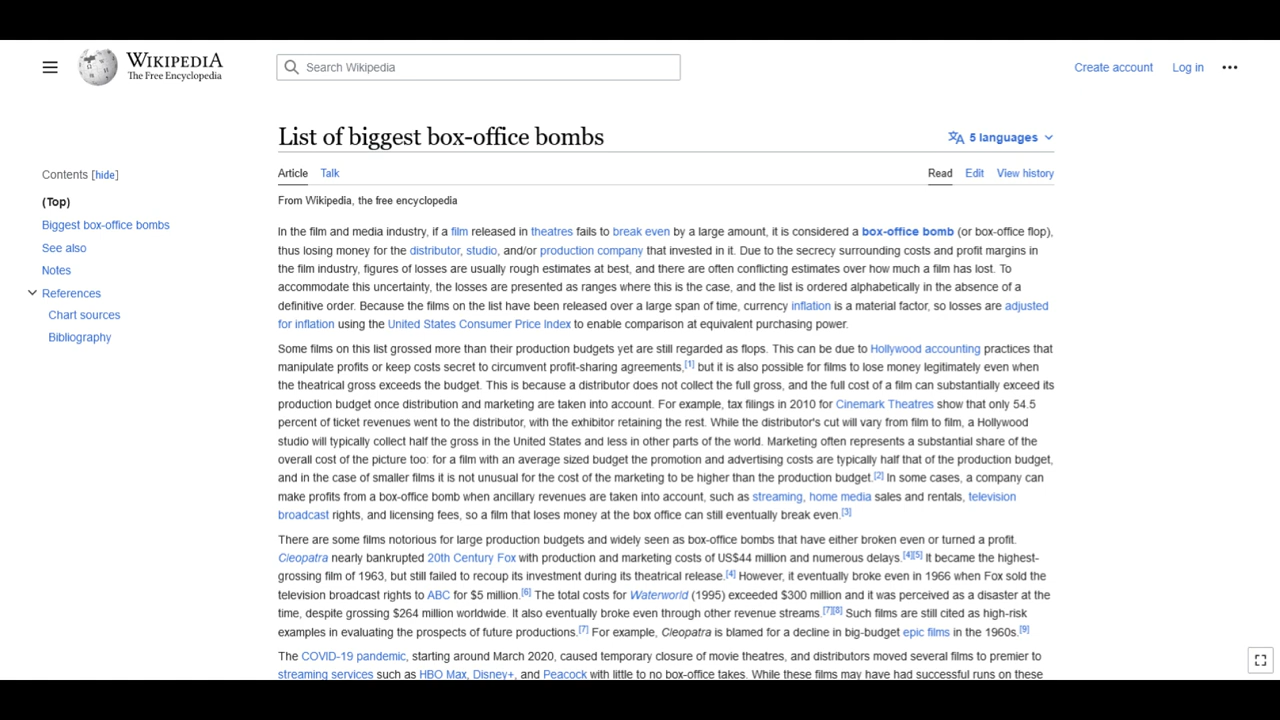 WIKIPEDIA
The Free Encyclopedia
Search Wikipedia
Create account
Log in
List of biggest box-office bombs
5 languages
Contents [hide]
Article
Talk
Read
Edit
View history
(Top)
Biggest box-office bombs
See also
Notes
References
Chart sources
Bibliography
From Wikipedia, the free encyclopedia
In the film and media industry, if a film released in theatres fails to break even by a large amount, it is considered a box-office bomb (or box-office flop),
thus losing money for the distributor, studio, and/or production company that invested in it. Due to the secrecy surrounding costs and profit margins in
the film industry, figures of losses are usually rough estimates at best, and there are often conflicting estimates over how much a film has lost. To
accommodate this uncertainty, the losses are presented as ranges where this is the case, and the list is ordered alphabetically in the absence of a
definitive order. Because the films on the list have been released over a large span of time, currency inflation is a material factor, so losses are adjusted
for inflation using the United States Consumer Price Index to enable comparison at equivalent purchasing power.
Some films on this list grossed more than their production budgets yet are still regarded as flops. This can be due to Hollywood accounting practices that
manipulate profits or keep costs secret to circumvent profit-sharing agreements,[1] but it is also possible for films to lose money legitimately even when
the theatrical gross exceeds the budget. This is because a distributor does not collect the full gross, and the full cost of a film can substantially exceed its
production budget once distribution and marketing are taken into account. For example, tax filings in 2010 for Cinemark Theatres show that only 54.5
percent of ticket revenues went to the distributor, with the exhibitor retaining the rest. While the distributor's cut will vary from film to film, a Hollywood
studio will typically collect half the gross in the United States and less in other parts of the world. Marketing often represents a substantial share of the
overall cost of the picture too: for a film with an average sized budget the promotion and advertising costs are typically half that of the production budget,
and in the case of smaller films it is not unusual for the cost of the marketing to be higher than the production budget.[2] In some cases, a company can
make profits from a box-office bomb when ancillary revenues are taken into account, such as streaming, home media sales and rentals, television
broadcast rights, and licensing fees, so a film that loses money at the box office can still eventually break even.[3]
There are some films notorious for large production budgets and widely seen as box-office bombs that have either broken even or turned a profit.
Cleopatra nearly bankrupted 20th Century Fox with production and marketing costs of US$44 million and numerous delays.[4][5] It became the highest-
grossing film of 1963, but still failed to recoup its investment during its theatrical release.[4] However, it eventually broke even in 1966 when Fox sold the
television broadcast rights to ABC for $5 million.[6] The total costs for Waterworld (1995) exceeded $300 million and it was perceived as a disaster at the
time, despite grossing $264 million worldwide. It also eventually broke even through other revenue streams.[7][8] Such films are still cited as high-risk
examples in evaluating the prospects of future productions.[7] For example, Cleopatra is blamed for a decline in big-budget epic films in the 1960s.[9]
The COVID-19 pandemic, starting around March 2020, caused temporary closure of movie theatres, and distributors moved several films to premier to
streaming services such as HBO Max, Disney+, and Peacock with little to no box-office takes. While these films may have had successful runs on these